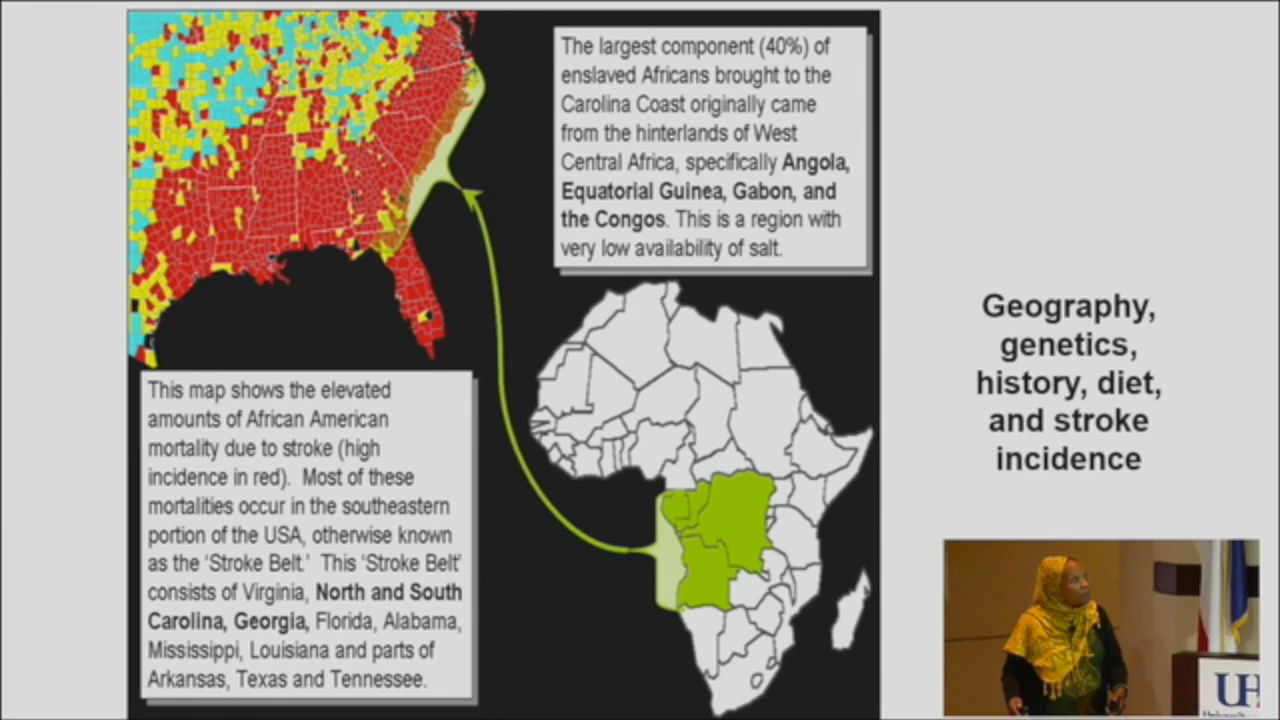 The largest component (40%) of
enslaved Africans brought to the
Carolina Coast originally came
from the hinterlands of West
Central Africa, specifically Angola,
Equatorial Guinea, Gabon, and
the Congos. This is a region with
very low availability of salt.
This map shows the elevated
amounts of African American
mortality due to stroke (high
incidence in red). Most of these
mortalities occur in the southeastern
portion of the USA, otherwise known
as the 'Stroke Belt.' This 'Stroke Belt'
consists of Virginia, North and South
Carolina, Georgia, Florida, Alabama,
Mississippi, Louisiana and parts of
Arkansas, Texas and Tennessee.
Geography,
genetics,
history, diet,
and stroke
incidence
UH